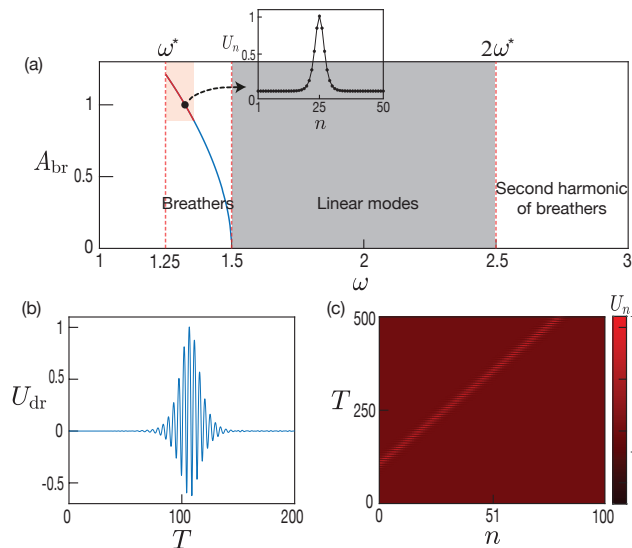 ω* 2ω*
(a)
U_n 1
0.5
0
1 25 50
n
A_br
1
0.5
0
Breathers
Linear modes
Second harmonic
of breathers
1 1.25 1.5 2 2.5 3
ω
(b)
U_dr
1
0.5
0
-0.5
0 100 200
T
(c)
U_n
T
500
250
0
0 51 100
n